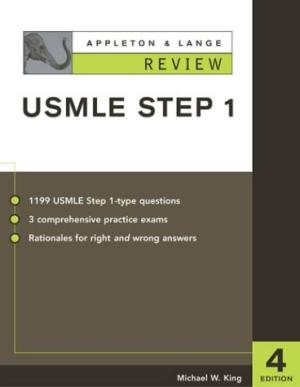 APPLETON & LANGE
REVIEW
USMLE STEP 1
1199 USMLE Step 1-type questions
3 comprehensive practice exams
Rationales for right and wrong answers
4
EDITION
Michael W. King